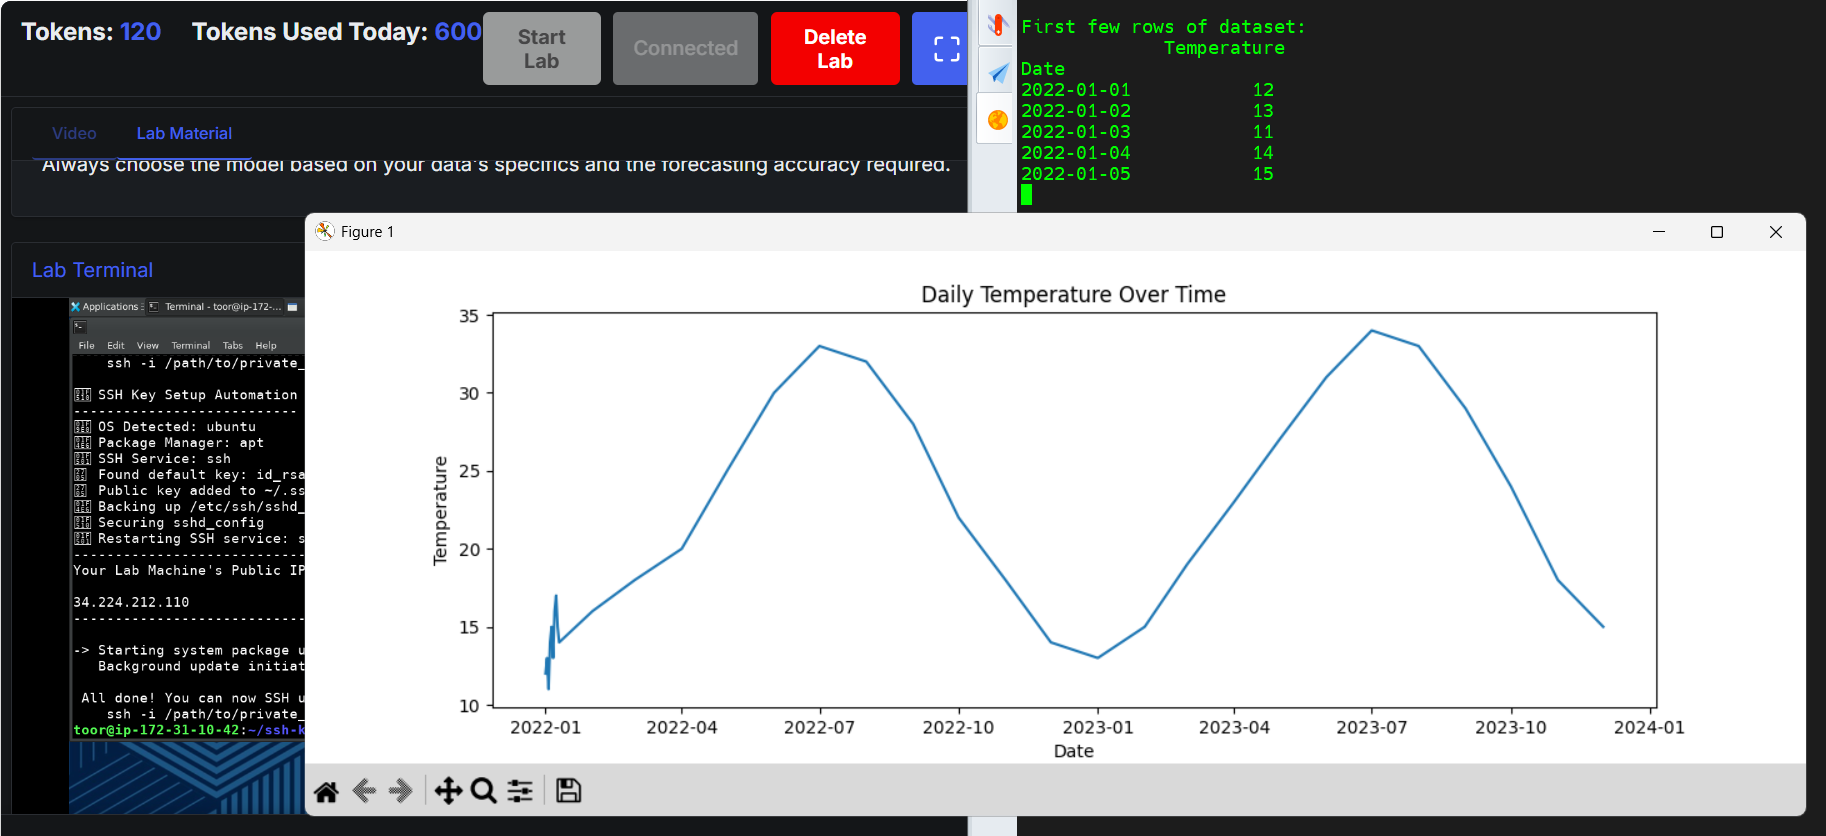 Tokens: 120 Tokens Used Today: 600
Start Lab
Connected
Delete Lab
Video Lab Material
Always choose the model based on your data's specifics and the forecasting accuracy required.
Lab Terminal
Applications Terminal - toor@ip-172-...
File Edit View Terminal Tabs Help
ssh -i /path/to/private_
SSH Key Setup Automation
---------------------------
OS Detected: ubuntu
Package Manager: apt
SSH Service: ssh
Found default key: id_rsa
Public key added to ~/.ss
Backing up /etc/ssh/sshd_
Securing sshd_config
Restarting SSH service: s
----------------------------
Your Lab Machine's Public IP
34.224.212.110
----------------------------
-> Starting system package u
Background update initiat
All done! You can now SSH u
ssh -i /path/to/private_
toor@ip-172-31-10-42:~/ssh-k
First few rows of dataset:
Temperature
Date
2022-01-01 12
2022-01-02 13
2022-01-03 11
2022-01-04 14
2022-01-05 15
Figure 1
Daily Temperature Over Time
35
30
25
20
15
10
Temperature
2022-01 2022-04 2022-07 2022-10 2023-01 2023-04 2023-07 2023-10 2024-01
Date